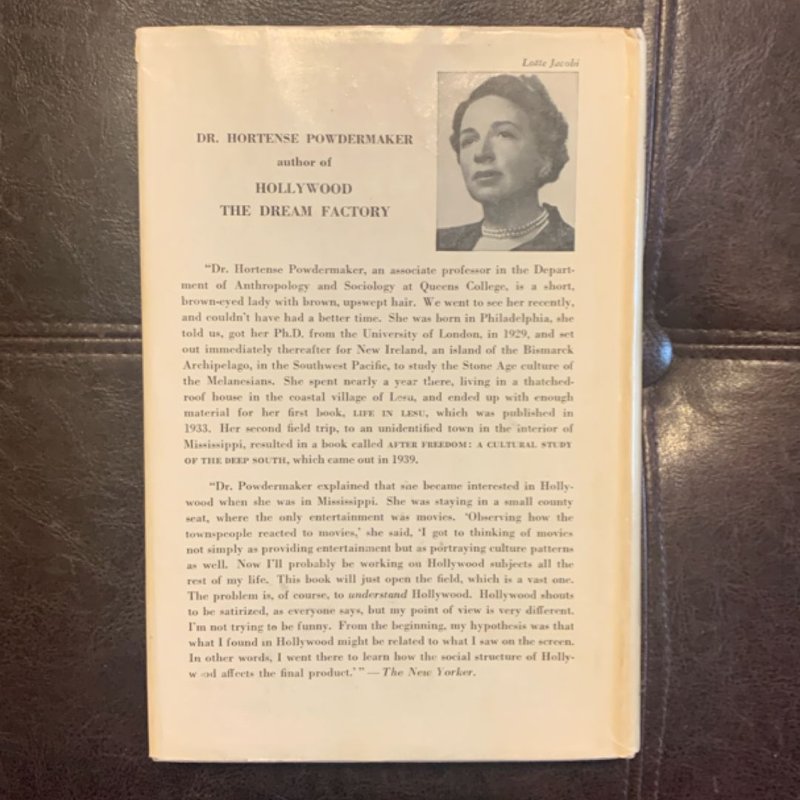 Lotte Jacobi
DR. HORTENSE POWDERMAKER
author of
HOLLYWOOD
THE DREAM FACTORY
"Dr. Hortense Powdermaker, an associate professor in the Depart-
ment of Anthropology and Sociology at Queens College, is a short,
brown-eyed lady with brown, upswept hair. We went to see her recently,
and couldn't have had a better time. She was born in Philadelphia, she
told us, got her Ph.D. from the University of London, in 1929, and set
out immediately thereafter for New Ireland, an island of the Bismarck
Archipelago, in the Southwest Pacific, to study the Stone Age culture of
the Melanesians. She spent nearly a year there, living in a thatched-
roof house in the coastal village of Lesu, and ended up with enough
material for her first book, LIFE IN LESU, which was published in
1933. Her second field trip, to an unidentified town in the interior of
Mississippi, resulted in a book called AFTER FREEDOM: A CULTURAL STUDY
OF THE DEEP SOUTH, which came out in 1939.
"Dr. Powdermaker explained that she became interested in Holly-
wood when she was in Mississippi. She was staying in a small county
seat, where the only entertainment was movies. 'Observing how the
townspeople reacted to movies,' she said, 'I got to thinking of movies
not simply as providing entertainment but as portraying culture patterns
as well. Now I'll probably be working on Hollywood subjects all the
rest of my life. This book will just open the field, which is a vast one.
The problem is, of course, to understand Hollywood. Hollywood shouts
to be satirized, as everyone says, but my point of view is very different.
I'm not trying to be funny. From the beginning, my hypothesis was that
what I found in Hollywood might be related to what I saw on the screen.
In other words, I went there to learn how the social structure of Holly-
wood affects the final product.'" — The New Yorker.